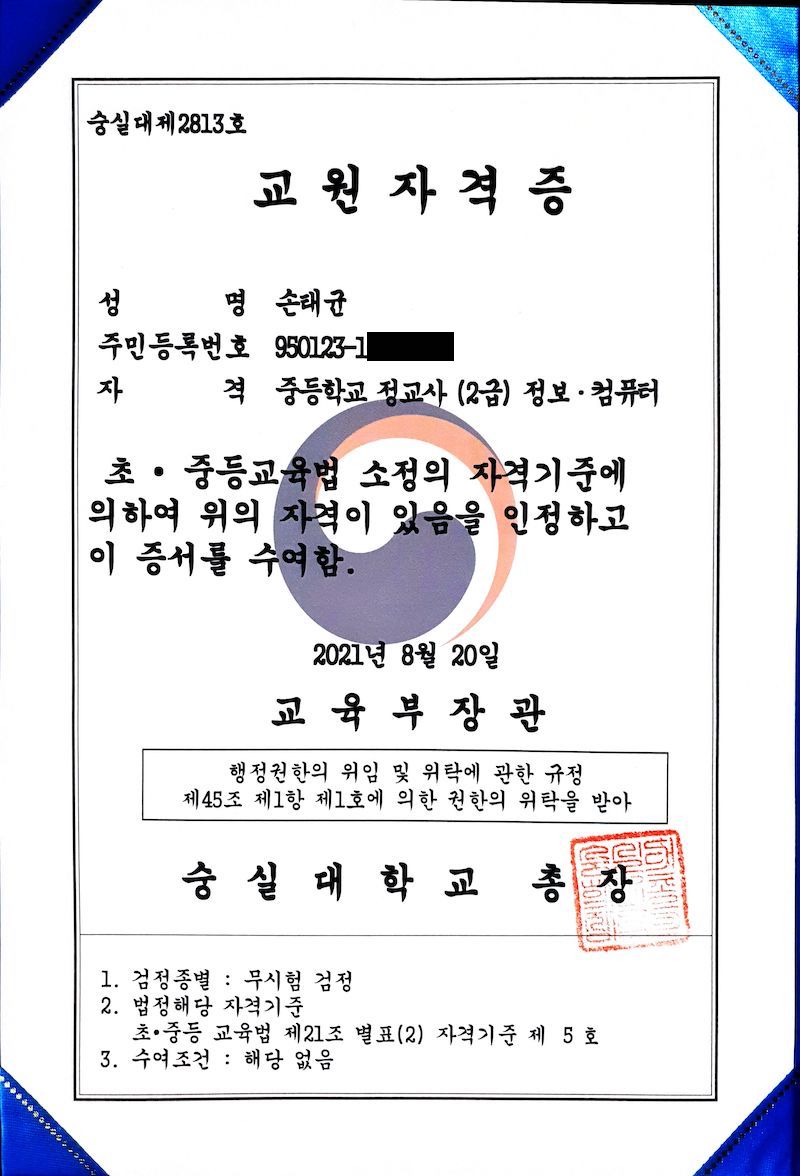 숭실대제2813호
교원자격증
성 명 손태균
주민등록번호 950123-1
자 격 중등학교 정교사 (2급) 정보·컴퓨터
초·중등교육법 소정의 자격기준에
의하여 위의 자격이 있음을 인정하고
이 증서를 수여함.
2021년 8월 20일
교육부장관
행정권한의 위임 및 위탁에 관한 규정
제45조 제1항 제1호에 의한 권한의 위탁을 받아
숭실대학교 총장
1. 검정종별 : 무시험 검정
2. 법정해당 자격기준
초·중등 교육법 제21조 별표(2) 자격기준 제 5 호
3. 수여조건 : 해당 없음